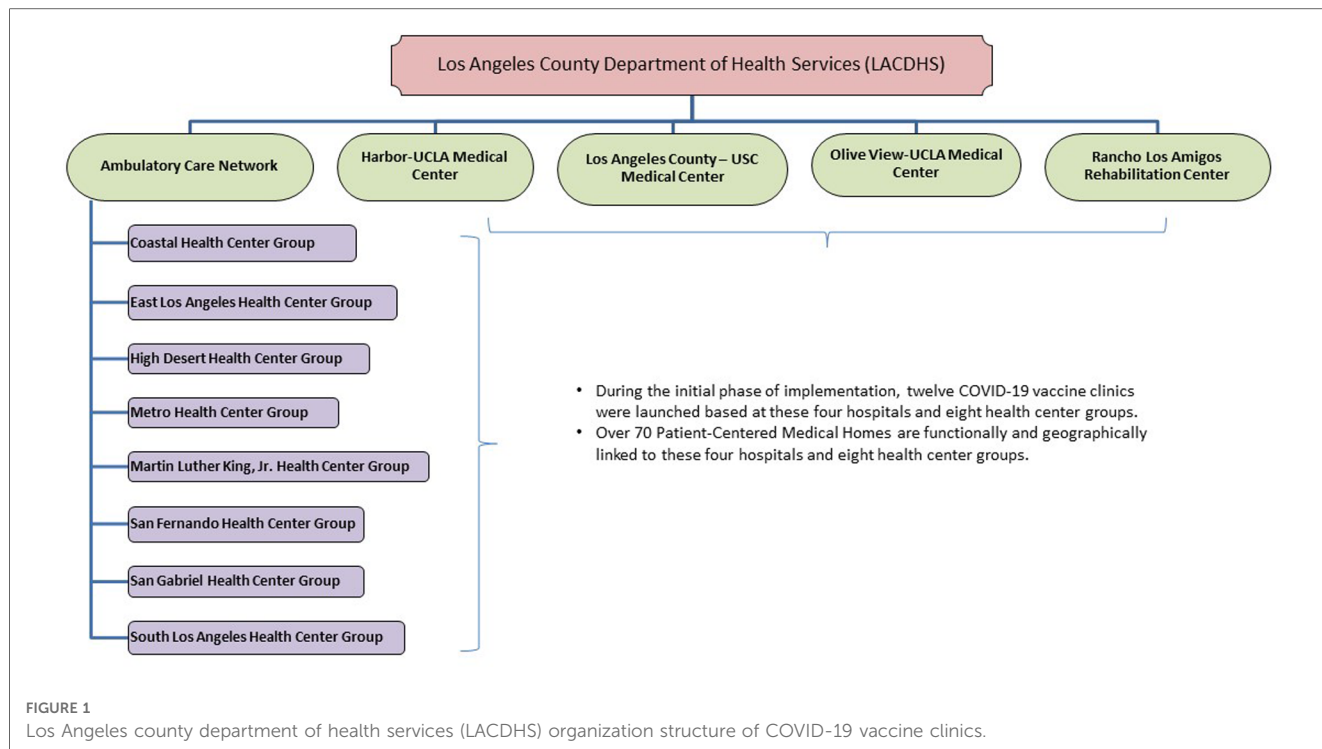 Los Angeles County Department of Health Services (LACDHS)
Ambulatory Care Network
Harbor-UCLA Medical
Center
Los Angeles County – USC
Medical Center
Olive View-UCLA Medical
Center
Rancho Los Amigos
Rehabilitation Center
Coastal Health Center Group
East Los Angeles Health Center Group
High Desert Health Center Group
Metro Health Center Group
Martin Luther King, Jr. Health Center Group
San Fernando Health Center Group
San Gabriel Health Center Group
South Los Angeles Health Center Group
• During the initial phase of implementation, twelve COVID-19 vaccine clinics
were launched based at these four hospitals and eight health center groups.
• Over 70 Patient-Centered Medical Homes are functionally and geographically
linked to these four hospitals and eight health center groups.
FIGURE 1
Los Angeles county department of health services (LACDHS) organization structure of COVID-19 vaccine clinics.